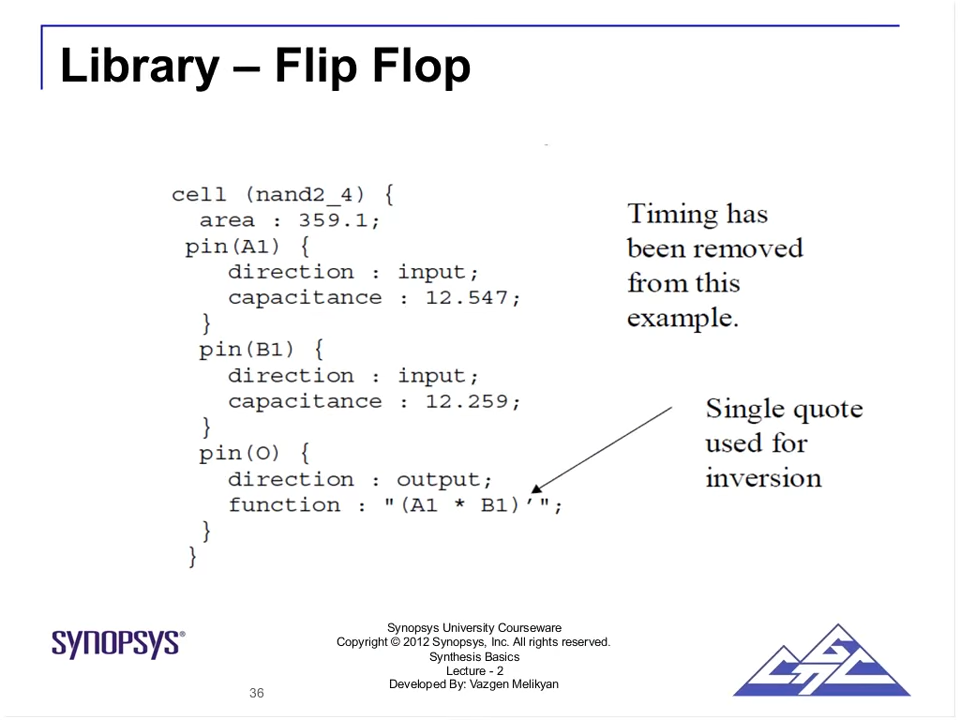 Library – Flip Flop
cell (nand2_4) {
area : 359.1;
pin(A1) {
direction : input;
capacitance : 12.547;
}
pin(B1) {
direction : input;
capacitance : 12.259;
}
pin(O) {
direction : output;
function : "(A1 * B1)’";
}
}
Timing has
been removed
from this
example.
Single quote
used for
inversion
SYNOPSYS®
Synopsys University Courseware
Copyright © 2012 Synopsys, Inc. All rights reserved.
Synthesis Basics
Lecture - 2
Developed By: Vazgen Melikyan
36